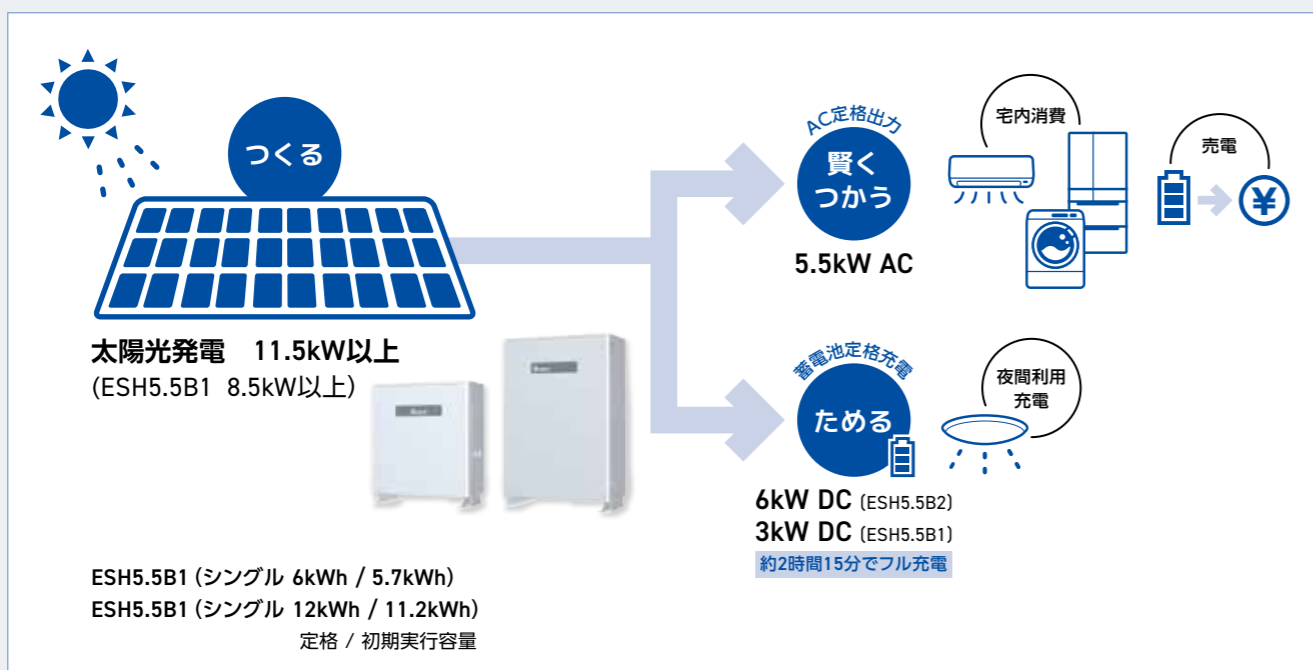 つくる
太陽光発電 11.5kW以上
(ESH5.5B1 8.5kW以上)
ESH5.5B1 (シングル 6kWh / 5.7kWh)
ESH5.5B1 (シングル 12kWh / 11.2kWh)
定格 / 初期実行容量
AC定格出力
賢く
つかう
5.5kW AC
宅内消費
売電
¥
蓄電池定格充電
ためる
6kW DC (ESH5.5B2)
3kW DC (ESH5.5B1)
約2時間15分でフル充電
夜間利用
充電